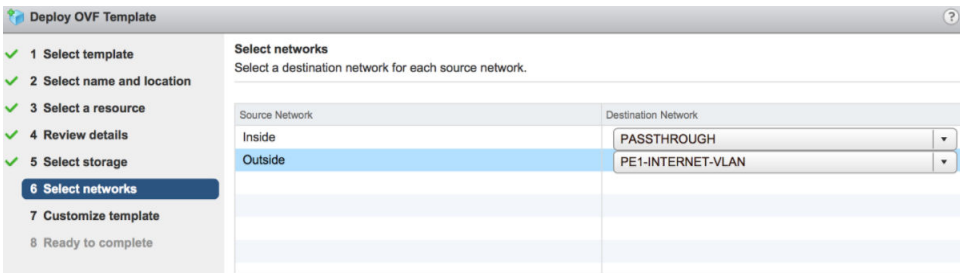 Deploy OVF Template
?
1 Select template
2 Select name and location
3 Select a resource
4 Review details
5 Select storage
6 Select networks
7 Customize template
8 Ready to complete
Select networks
Select a destination network for each source network.
Source Network Destination Network
Inside PASSTHROUGH
Outside PE1-INTERNET-VLAN